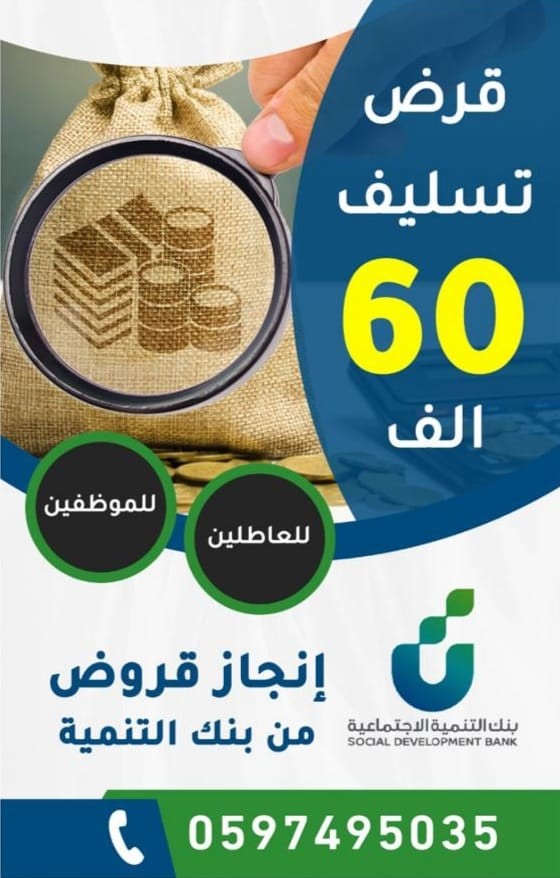 قرض
تسليف
60
الف
للموظفين
للعاطلين
إنجاز قروض
من بنك التنمية
بنك التنمية الاجتماعية
SOCIAL DEVELOPMENT BANK
0597495035